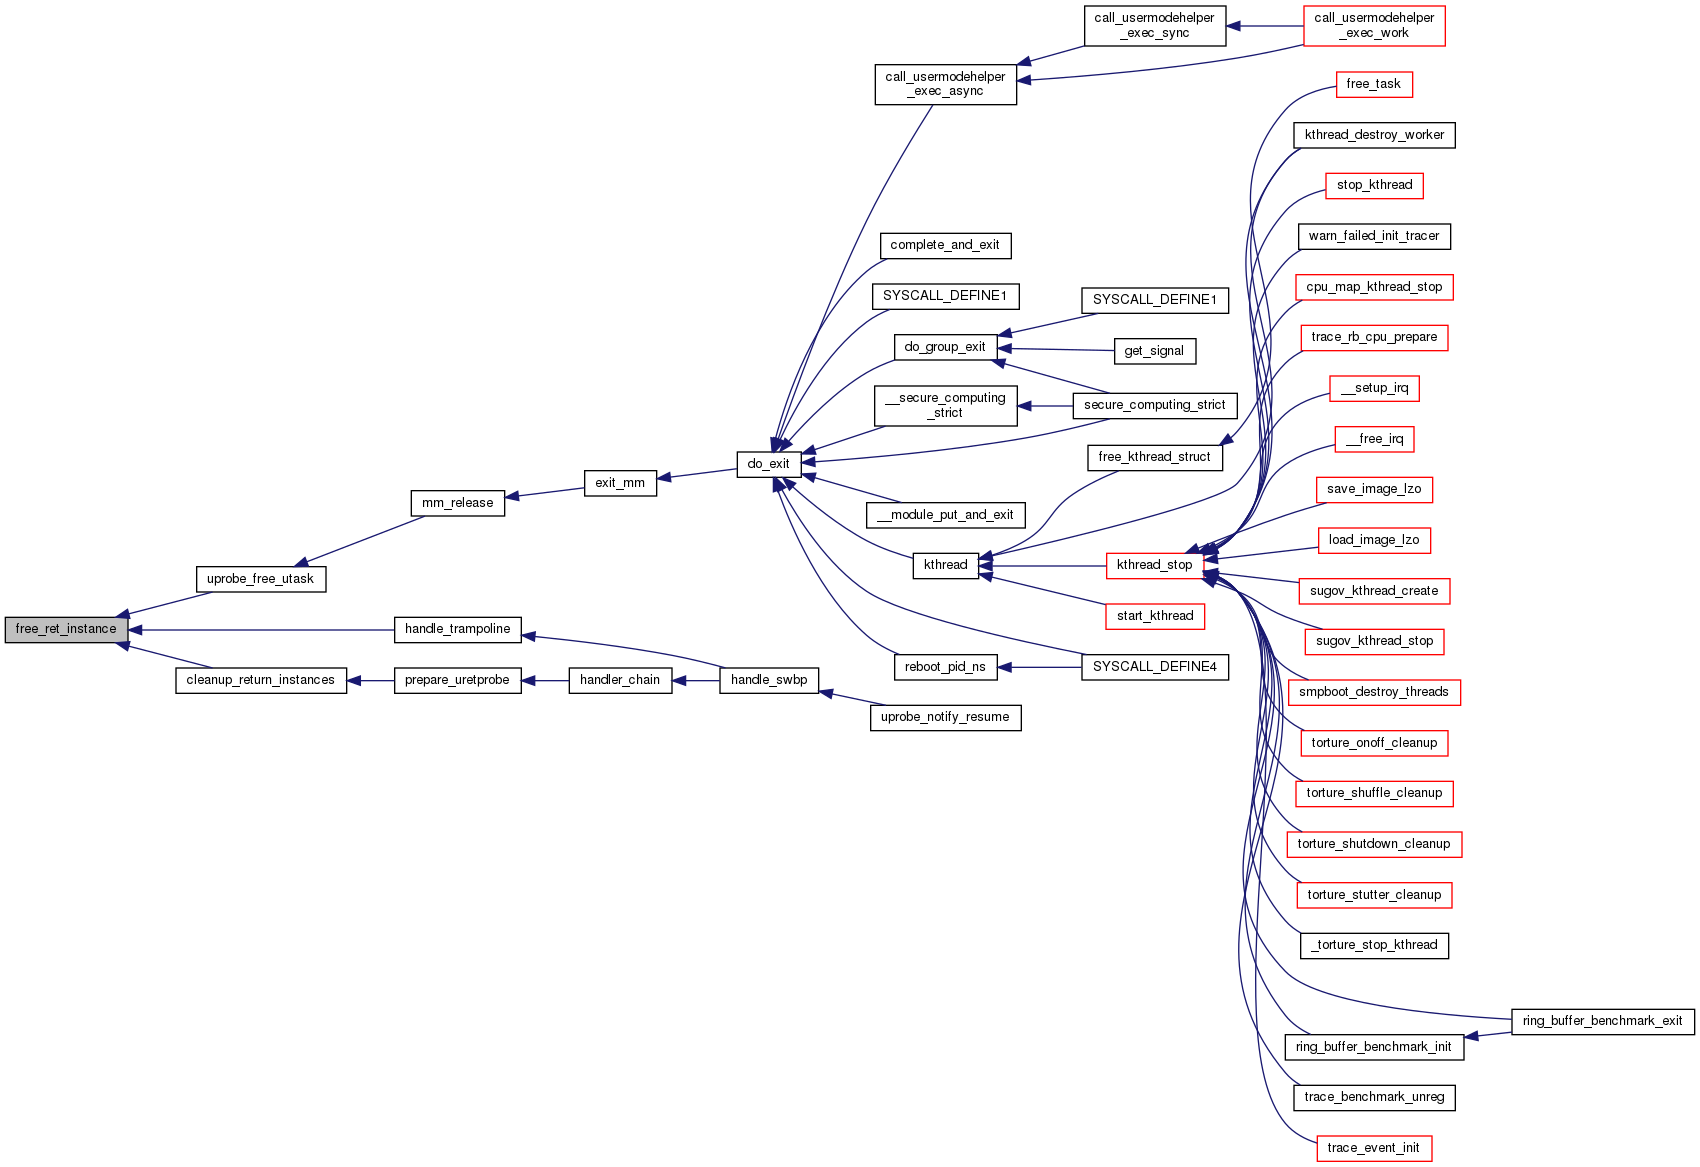 call_usermodehelper
_exec_sync
call_usermodehelper
_exec_work
call_usermodehelper
_exec_async
free_task
kthread_destroy_worker
stop_kthread
warn_failed_init_tracer
complete_and_exit
cpu_map_kthread_stop
SYSCALL_DEFINE1
SYSCALL_DEFINE1
trace_rb_cpu_prepare
do_group_exit
get_signal
__setup_irq
__secure_computing
_strict
secure_computing_strict
__free_irq
free_kthread_struct
do_exit
exit_mm
save_image_lzo
mm_release
__module_put_and_exit
load_image_lzo
kthread
kthread_stop
uprobe_free_utask
sugov_kthread_create
start_kthread
free_ret_instance
handle_trampoline
sugov_kthread_stop
reboot_pid_ns
SYSCALL_DEFINE4
cleanup_return_instances
prepare_uretprobe
handler_chain
handle_swbp
smpboot_destroy_threads
uprobe_notify_resume
torture_onoff_cleanup
torture_shuffle_cleanup
torture_shutdown_cleanup
torture_stutter_cleanup
_torture_stop_kthread
ring_buffer_benchmark_exit
ring_buffer_benchmark_init
trace_benchmark_unreg
trace_event_init